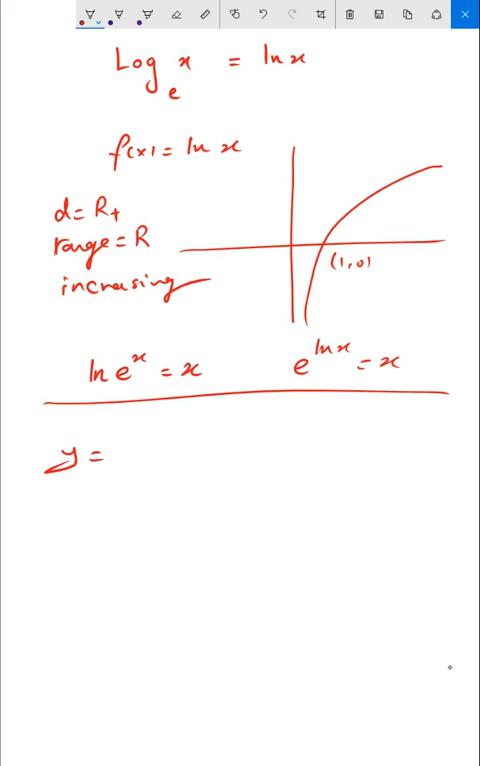 Log_e x = ln x
f(x) = ln x
d = R+
range = R
increasing
(1,0)
ln e^x = x
e^{ln x} = x
y =